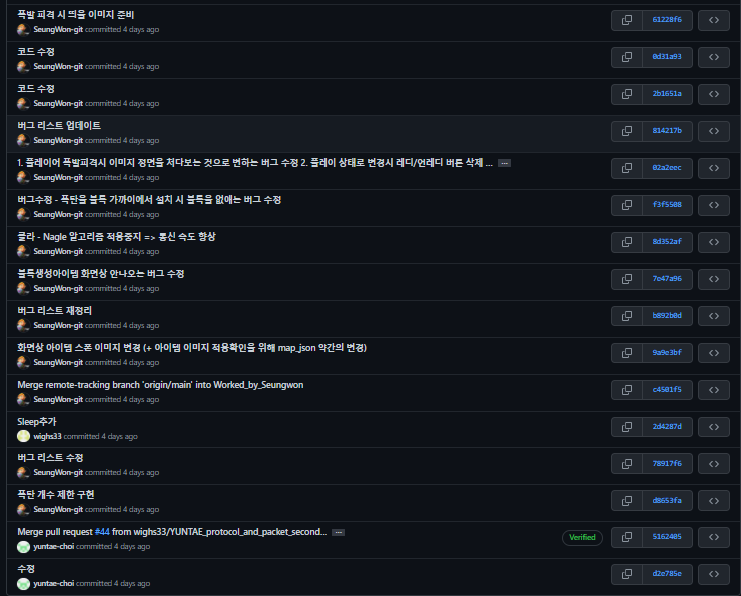 폭발 피격 시 띄울 이미지 준비
61228f6
SeungWon-git committed 4 days ago
코드 수정
0d31a93
SeungWon-git committed 4 days ago
코드 수정
2b1651a
SeungWon-git committed 4 days ago
버그 리스트 업데이트
814217b
SeungWon-git committed 4 days ago
1. 플레이어 폭발피격시 이미지 정면을 쳐다보는 것으로 변하는 버그 수정 2. 플레이 상태로 변경시 레디/언레디 버튼 삭제 ...
02a2eec
SeungWon-git committed 4 days ago
버그수정 - 폭탄을 블록 가까이에서 설치 시 블록을 없애는 버그 수정
f3f5508
SeungWon-git committed 4 days ago
클라 - Nagle 알고리즘 적용중지 => 통신 속도 향상
8d352af
SeungWon-git committed 4 days ago
블록생성아이템 화면상 안나오는 버그 수정
7e47a96
SeungWon-git committed 4 days ago
버그 리스트 재정리
b892b0d
SeungWon-git committed 4 days ago
화면상 아이템 스폰 이미지 변경 (+ 아이템 이미지 적용확인을 위해 map_json 약간의 변경)
9a9e3bf
SeungWon-git committed 4 days ago
Merge remote-tracking branch 'origin/main' into Worked_by_Seungwon
c4501f5
SeungWon-git committed 4 days ago
Sleep추가
2d4287d
wighs33 committed 4 days ago
버그 리스트 수정
78917f6
SeungWon-git committed 4 days ago
폭탄 개수 제한 구현
d8653fa
SeungWon-git committed 4 days ago
Merge pull request #44 from wighs33/YUNTAE_protocol_and_packet_second...
Verified
5162405
yuntae-choi committed 4 days ago
수정
d2e785e
yuntae-choi committed 4 days ago